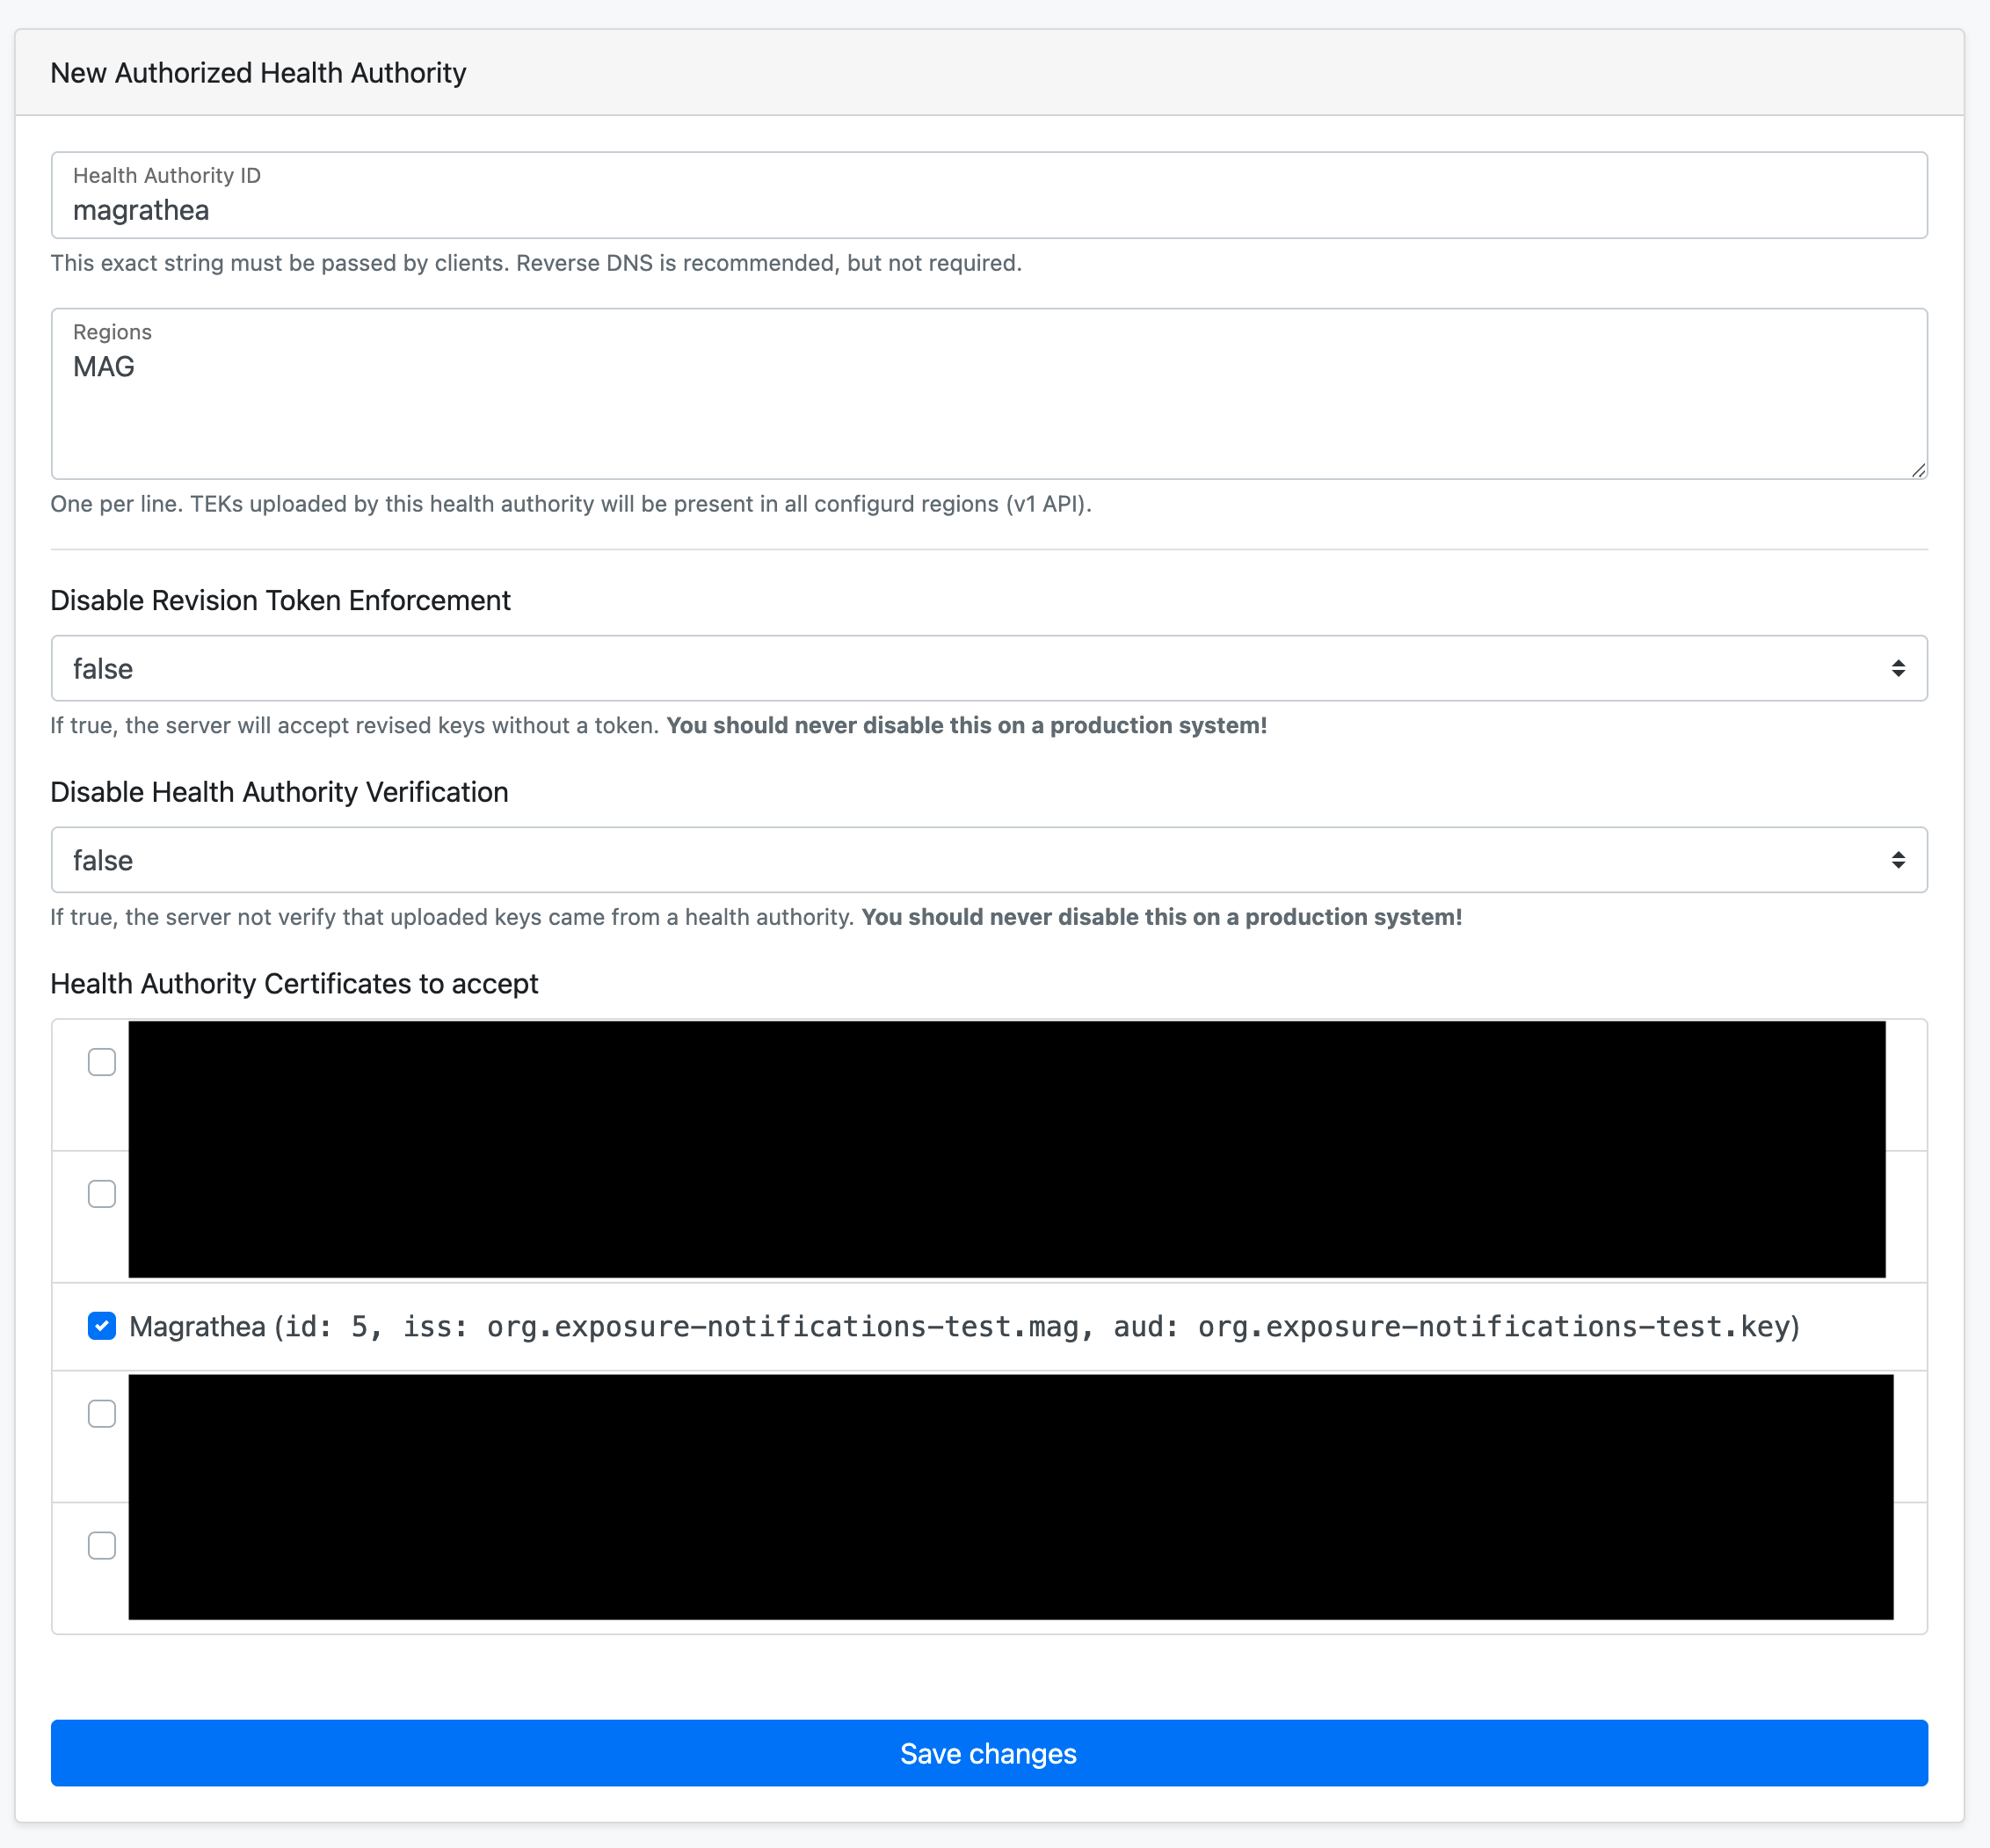 New Authorized Health Authority
Health Authority ID
magrathea
This exact string must be passed by clients. Reverse DNS is recommended, but not required.
Regions
MAG
One per line. TEKs uploaded by this health authority will be present in all configurd regions (v1 API).
Disable Revision Token Enforcement
false
If true, the server will accept revised keys without a token. You should never disable this on a production system!
Disable Health Authority Verification
false
If true, the server not verify that uploaded keys came from a health authority. You should never disable this on a production system!
Health Authority Certificates to accept
Magrathea (id: 5, iss: org.exposure-notifications-test.mag, aud: org.exposure-notifications-test.key)
Save changes